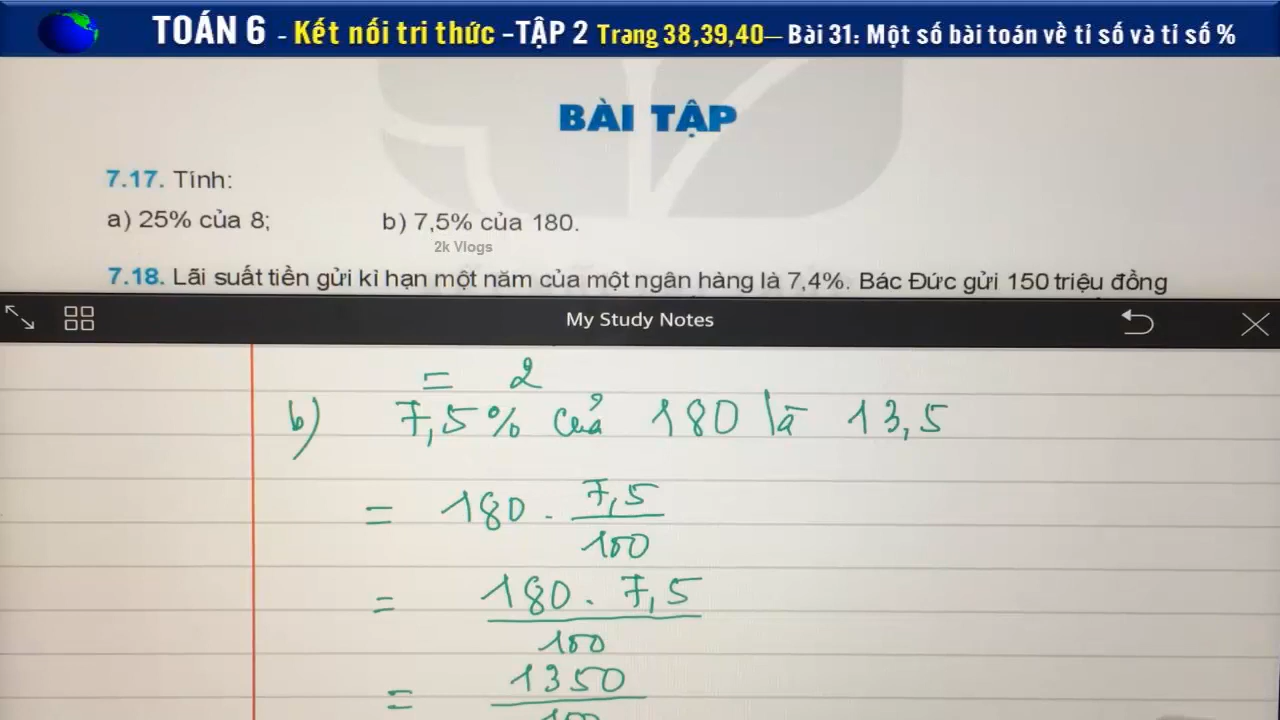 TOÁN 6 - Kết nối tri thức -TẬP 2 Trang 38,39,40— Bài 31: Một số bài toán về tỉ số và tỉ số %
BÀI TẬP
7.17. Tính:
a) 25% của 8; b) 7,5% của 180.
2k Vlogs
7.18. Lãi suất tiền gửi kì hạn một năm của một ngân hàng là 7,4%. Bác Đức gửi 150 triệu đồng
My Study Notes
= 2
b) 7,5% của 180 là 13,5
= 180 . 7,5
100
= 180 . 7,5
100
= 1350
100